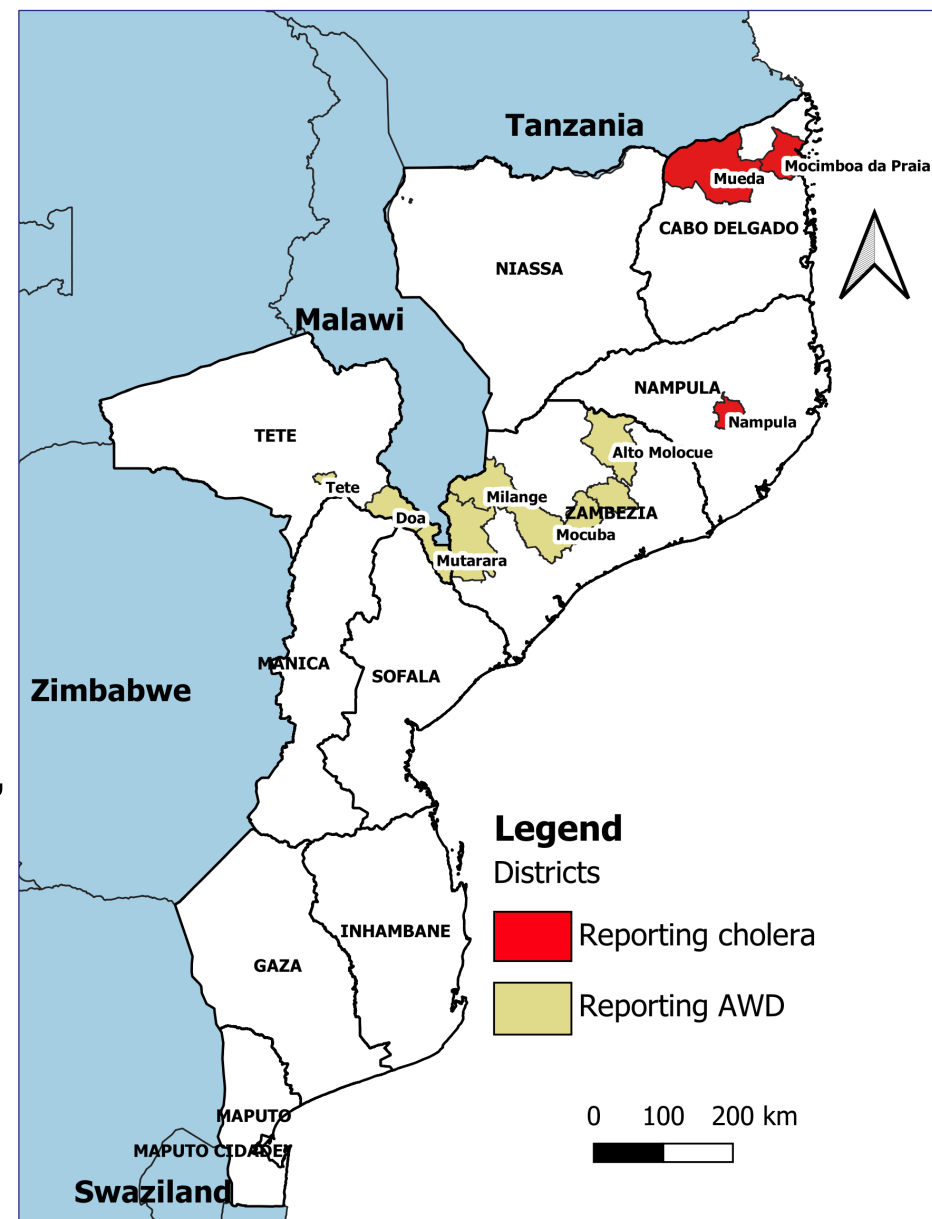 Tanzania
Mocimboa da Praia
Mueda
CABO DELGADO
NIASSA
Malawi
NAMPULA
Nampula
TETE
Alto Molocue
Tete
Milange
Doa
ZAMBEZIA
Mocuba
Mutarara
MANICA
SOFALA
Zimbabwe
Legend
Districts
Reporting cholera
INHAMBANE
GAZA
Reporting AWD
MAPUTO
0 100 200 km
MAPUTO CIDADE
Swaziland